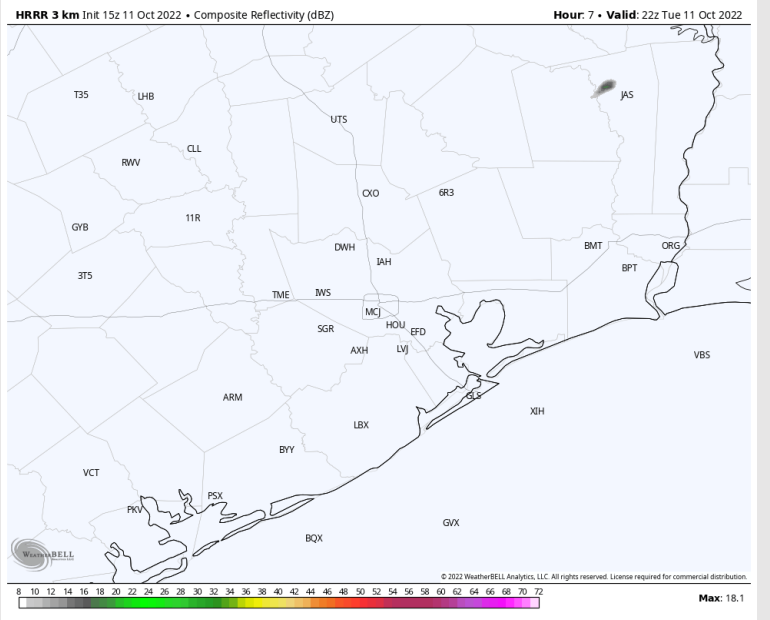 HRRR 3 km Init 15z 11 Oct 2022 • Composite Reflectivity (dBZ) Hour: 7 • Valid: 22z Tue 11 Oct 2022
JAS
T35 LHB
UTS
CLL
RWV
CXO 6R3
11R
GYB
DWH BMT ORG
IAH
BPT
3T5
TME IWS
MCJ
SGR HOU EFD
AXH LVJ
VBS
ARM GLS
XIH
LBX
BYY
VCT
PSX
PKV
GVX
BQX
WEATHERBELL
© 2022 WeatherBELL Analytics, LLC. All rights reserved. License required for commercial distribution.
8 10 12 14 16 18 20 22 24 26 28 30 32 34 36 38 40 42 44 46 48 50 52 54 56 58 60 62 64 66 68 70 72
Max: 18.1